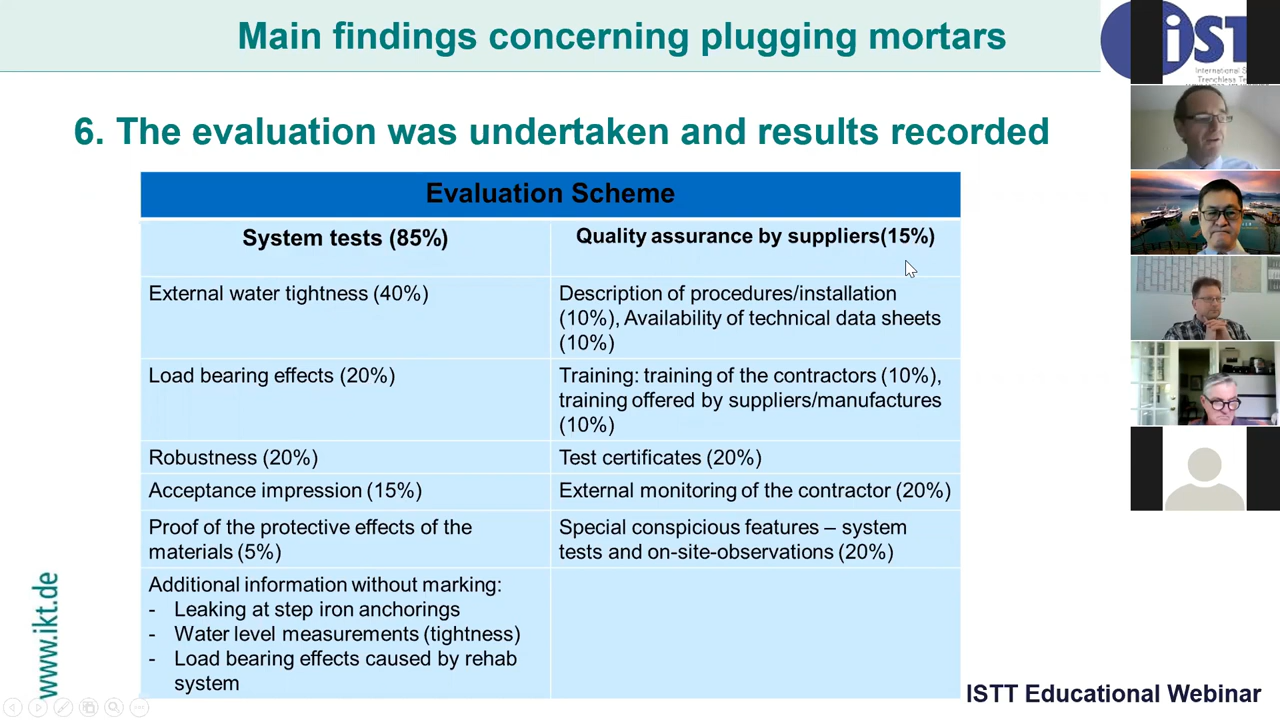 Main findings concerning plugging mortars
iST
International S
Trenchless Te
6. The evaluation was undertaken and results recorded
Evaluation Scheme
System tests (85%)
Quality assurance by suppliers(15%)
External water tightness (40%)
Description of procedures/installation
(10%), Availability of technical data sheets
(10%)
Load bearing effects (20%)
Training: training of the contractors (10%),
training offered by suppliers/manufactures
(10%)
Robustness (20%)
Test certificates (20%)
Acceptance impression (15%)
External monitoring of the contractor (20%)
Proof of the protective effects of the
materials (5%)
Special conspicious features – system
tests and on-site-observations (20%)
Additional information without marking:
- Leaking at step iron anchorings
- Water level measurements (tightness)
- Load bearing effects caused by rehab
system
www.ikt.de
ISTT Educational Webinar